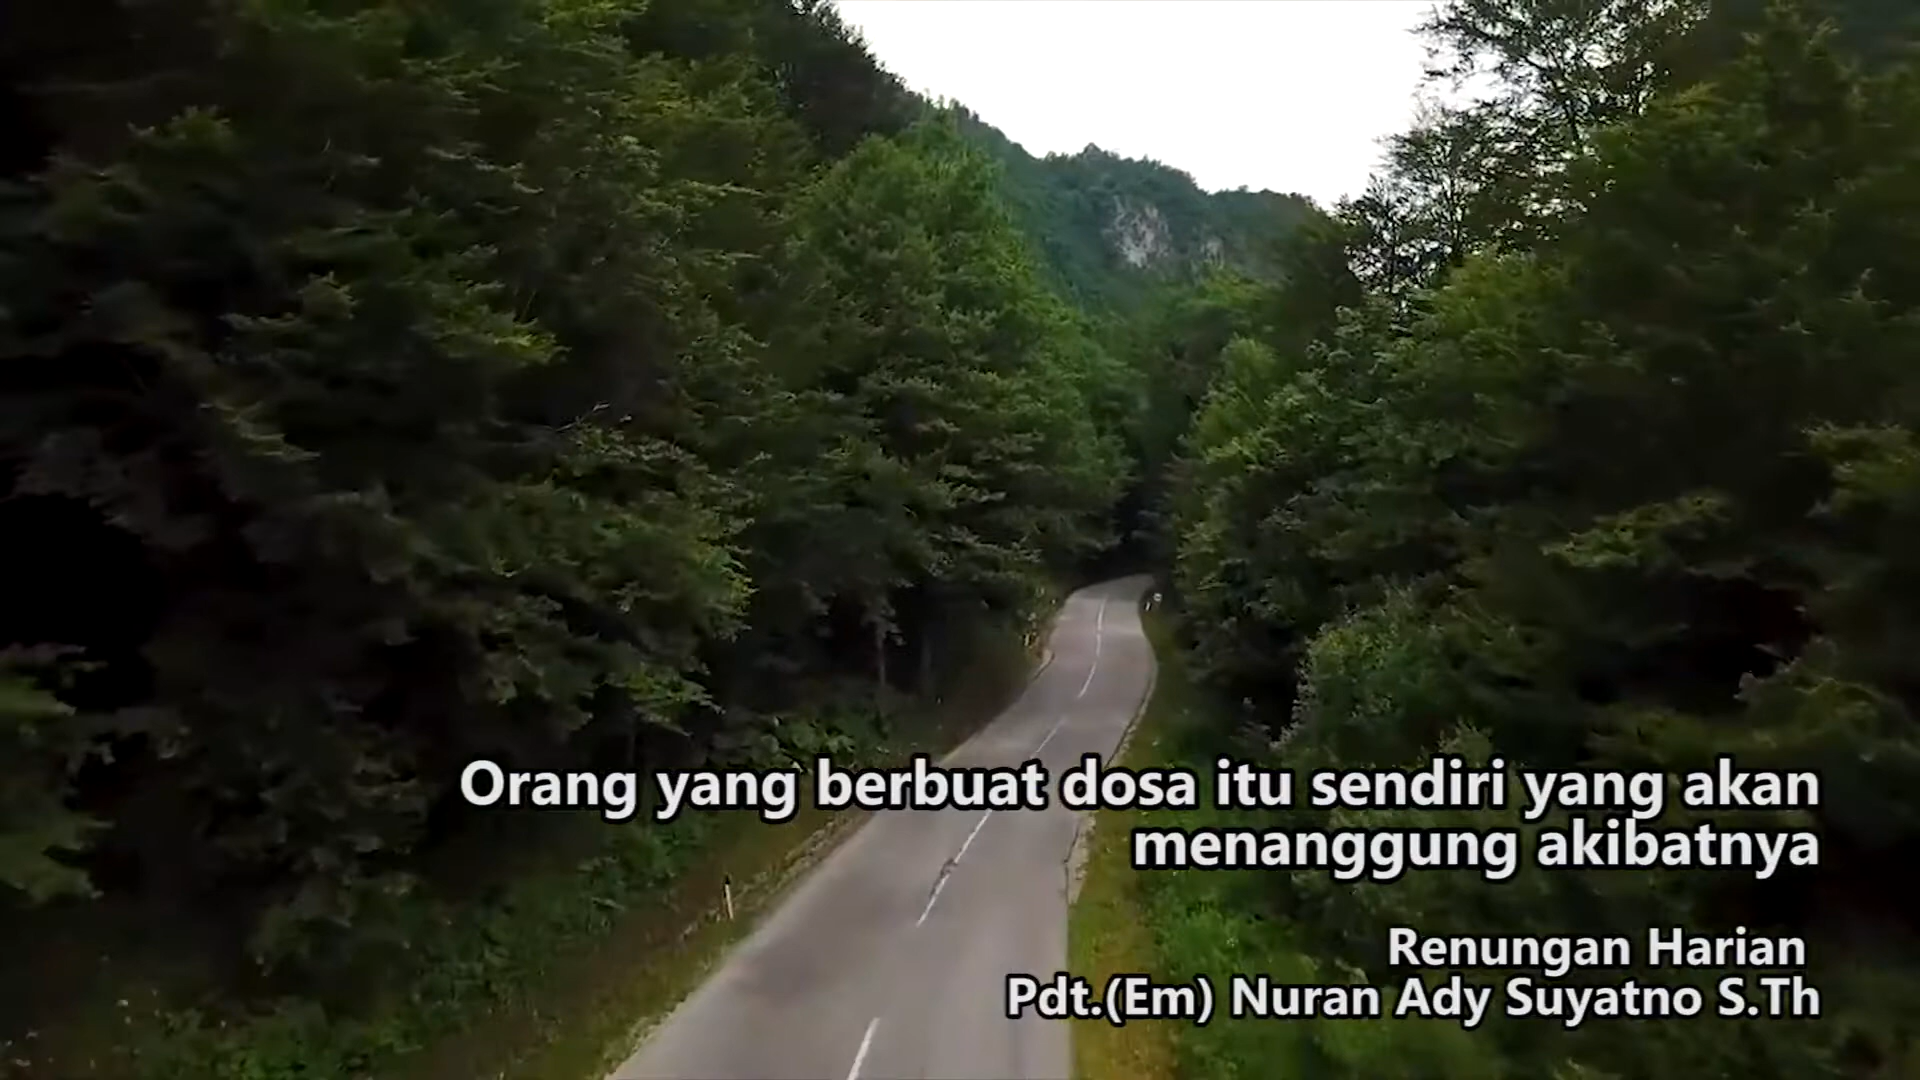 Orang yang berbuat dosa itu sendiri yang akan
menanggung akibatnya
Renungan Harian
Pdt.(Em) Nuran Ady Suyatno S.Th